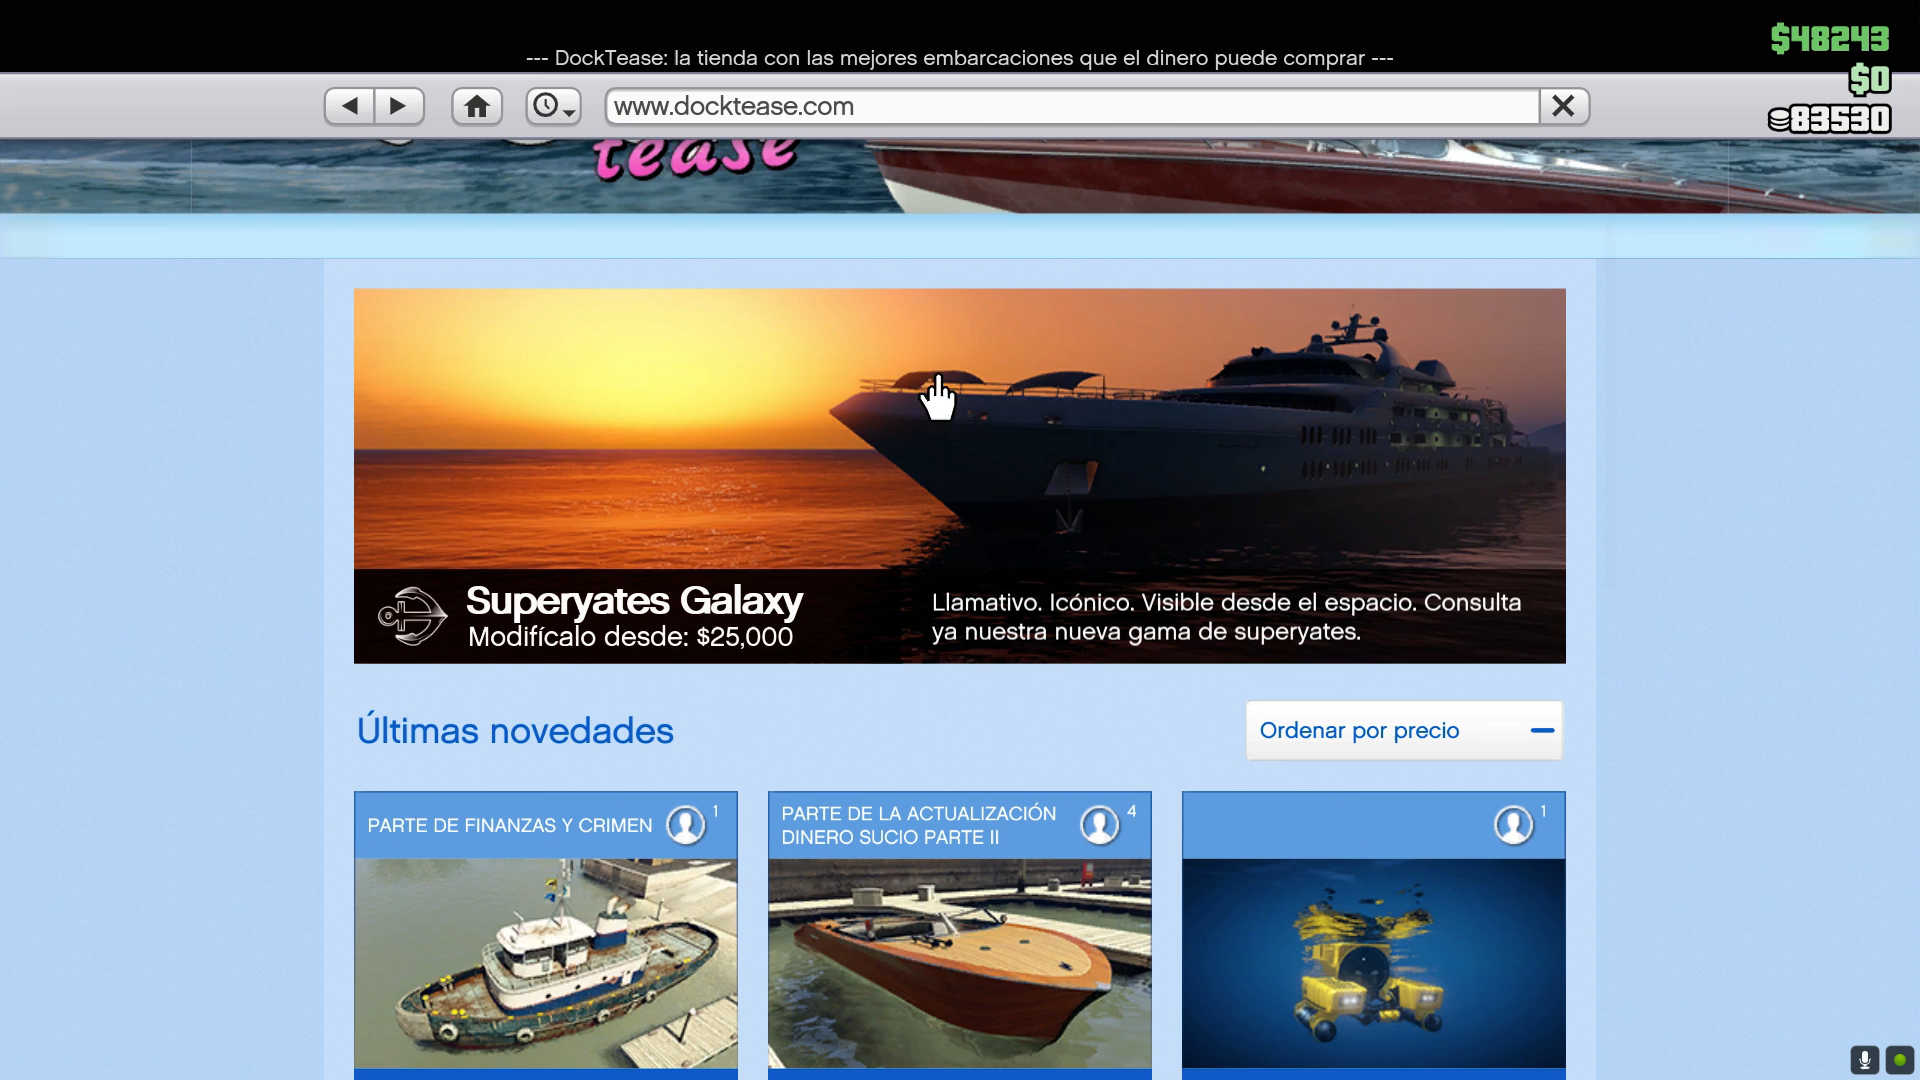 $48243
--- DockTease: la tienda con las mejores embarcaciones que el dinero puede comprar ---
$0
www.docktease.com
83530
tease
Superyates Galaxy
Modifícalo desde: $25,000
Llamativo. Icónico. Visible desde el espacio. Consulta
ya nuestra nueva gama de superyates.
Últimas novedades
Ordenar por precio
PARTE DE FINANZAS Y CRIMEN
1
PARTE DE LA ACTUALIZACIÓN
DINERO SUCIO PARTE II
4
1